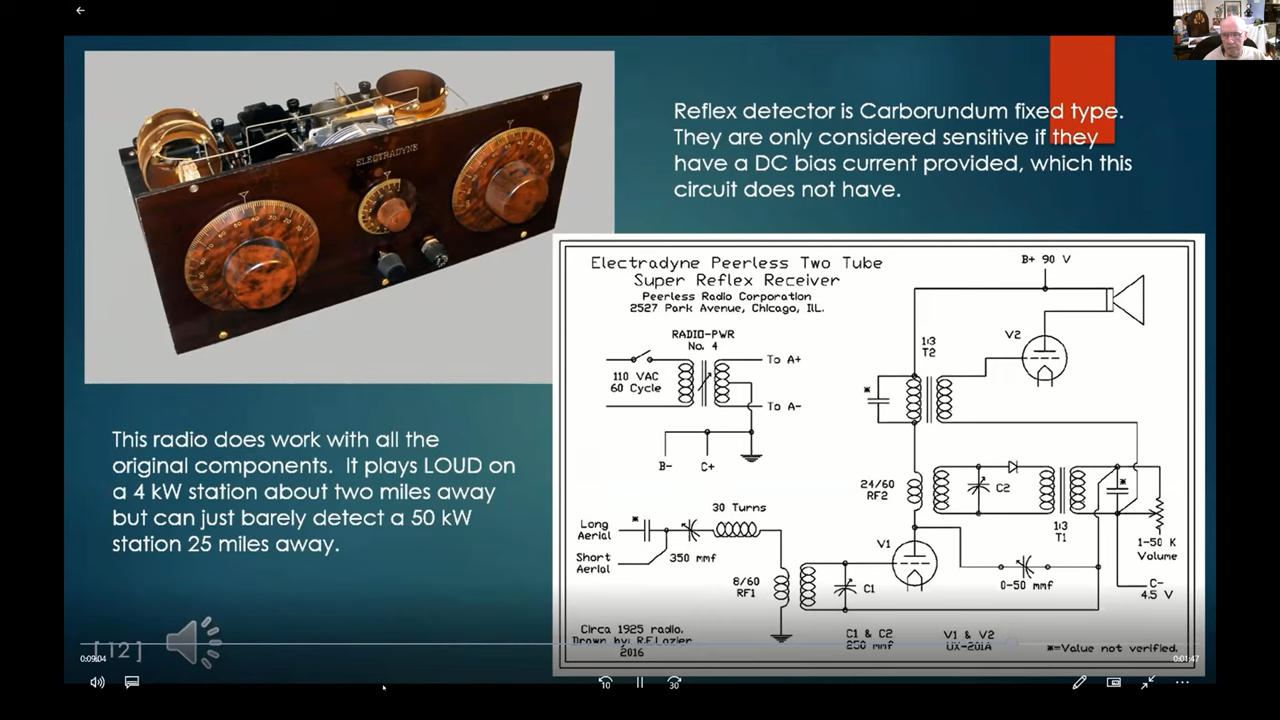 ELECTRADYNE
Reflex detector is Carborundum fixed type.
They are only considered sensitive if they
have a DC bias current provided, which this
circuit does not have.
This radio does work with all the
original components. It plays LOUD on
a 4 kW station about two miles away
but can just barely detect a 50 kW
station 25 miles away.
Electradyne Peerless Two Tube
Super Reflex Receiver
Peerless Radio Corporation
2527 Park Avenue, Chicago, ILL.
RADIO-PWR
No. 4
110 VAC
60 Cycle
To A+
To A-
B-
C+
B+ 90 V
V2
1:3
T2
*
24/60
RF2
C2
*
1:3
T1
1-50 K
Volume
C-
4.5 V
30 Turns
Long
Aerial
*
Short
Aerial
350 mmf
V1
8/60
RF1
C1
0-50 mmf
Circa 1925 radio.
Drawn by: R.F.Lazier
2016
C1 & C2
250 mmf
V1 & V2
UX-201A
*=Value not verified.
[12]
0:09:04
0:01:47
10
30